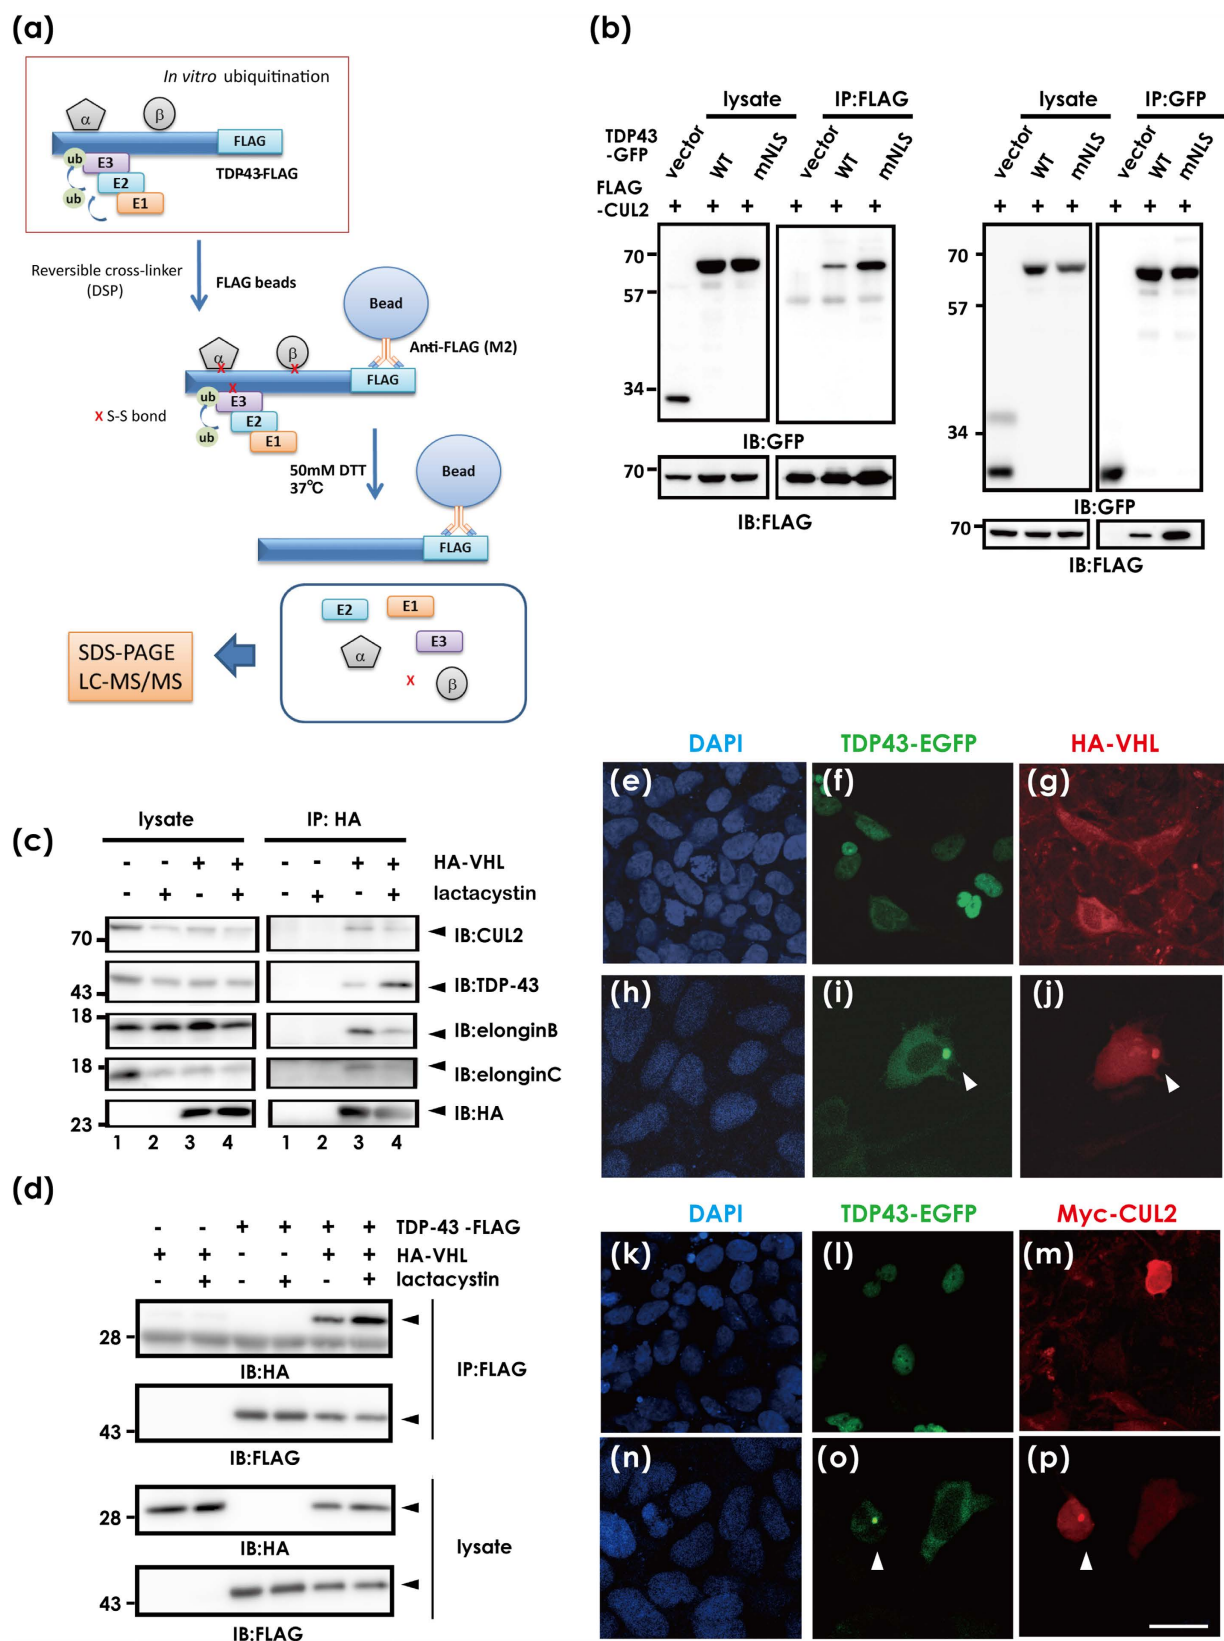 (a)
In vitro ubiquitination
α
β
FLAG
ub
E3
TDP-43-FLAG
E2
ub
E1
Reversible cross-linker
(DSP)
FLAG beads
Bead
α
β
Anti-FLAG (M2)
X
X
FLAG
X
ub
E3
X S-S bond
E2
ub
E1
50mM DTT
37℃
Bead
FLAG
E2
E1
E3
α
X
β
SDS-PAGE
LC-MS/MS
(b)
lysate
IP:FLAG
TDP43
-GFP
vector
WT
mNLS
vector
WT
mNLS
FLAG
-CUL2
+ + + + + +
70
57
34
IB:GFP
70
IB:FLAG
lysate
IP:GFP
vector
WT
mNLS
vector
WT
mNLS
+ + + + + +
70
57
34
IB:GFP
70
IB:FLAG
(c)
lysate
IP: HA
- - + + - - + + HA-VHL
- + - + - + - + lactacystin
70
IB:CUL2
43
IB:TDP-43
18
IB:elonginB
18
IB:elonginC
23
IB:HA
1 2 3 4 1 2 3 4
(d)
- - + + + + TDP-43 -FLAG
+ + - - + + HA-VHL
- + - + - + lactacystin
28
IB:HA
IP:FLAG
43
IB:FLAG
28
IB:HA
lysate
43
IB:FLAG
DAPI
TDP43-EGFP
HA-VHL
(e)
(f)
(g)
(h)
(i)
(j)
DAPI
TDP43-EGFP
Myc-CUL2
(k)
(l)
(m)
(n)
(o)
(p)